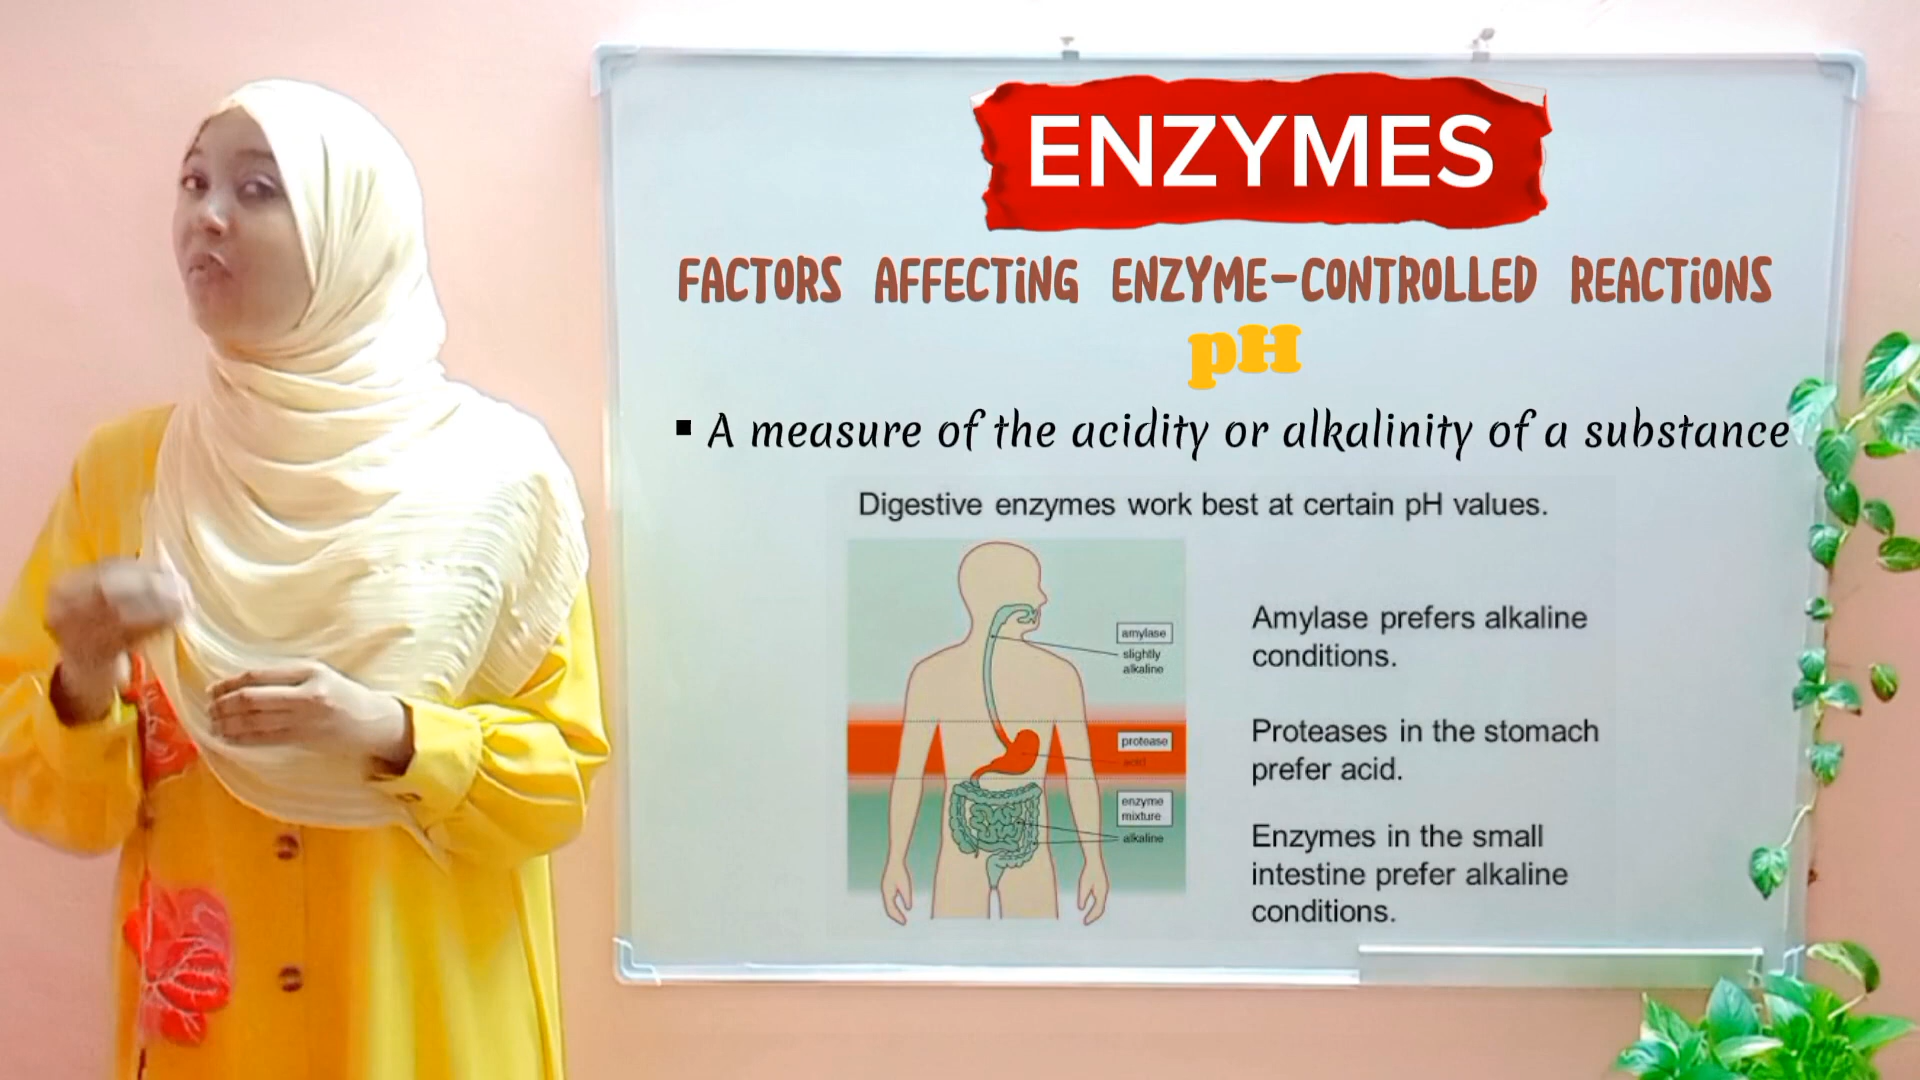 ENZYMES
FACTORS AFFECTING ENZYME-CONTROLLED REACTIONS
pH
▪ A measure of the acidity or alkalinity of a substance
Digestive enzymes work best at certain pH values.
amylase
slightly
alkaline
protease
acid
enzyme
mixture
alkaline
Amylase prefers alkaline
conditions.
Proteases in the stomach
prefer acid.
Enzymes in the small
intestine prefer alkaline
conditions.